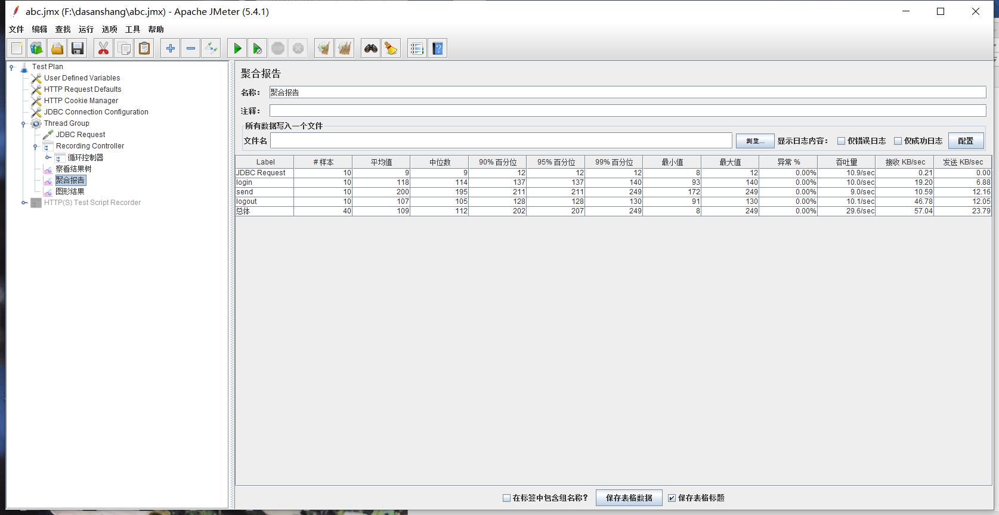 abc.jmx (F:\dasanshang\abc.jmx) - Apache JMeter (5.4.1)
文件 编辑 查找 运行 选项 工具 帮助
Test Plan
User Defined Variables
HTTP Request Defaults
HTTP Cookie Manager
JDBC Connection Configuration
Thread Group
JDBC Request
Recording Controller
循环控制器
察看结果树
聚合报告
图形结果
HTTP(S) Test Script Recorder
聚合报告
名称： 聚合报告
注释：
所有数据写入一个文件
文件名 浏览... 显示日志内容： 仅错误日志 仅成功日志 配置
Label # 样本 平均值 中位数 90% 百分位 95% 百分位 99% 百分位 最小值 最大值 异常 % 吞吐量 接收 KB/sec 发送 KB/sec
JDBC Request 10 9 9 12 12 12 8 12 0.00% 10.9/sec 0.21 0.00
login 10 118 114 137 137 140 93 140 0.00% 10.0/sec 19.20 6.88
send 10 200 195 211 211 249 172 249 0.00% 9.0/sec 10.59 12.16
logout 10 107 105 128 128 130 91 130 0.00% 10.1/sec 46.78 12.05
总体 40 109 112 202 207 249 8 249 0.00% 29.6/sec 57.04 23.79
在标签中包含组名称? 保存表格数据 保存表格标题